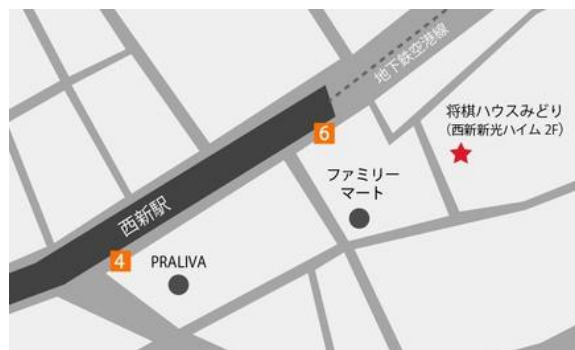 地下鉄空港線
将棋ハウスみどり
(西新新光ハイム 2F)
6
ファミリー
マート
西新駅
4
PRALIVA